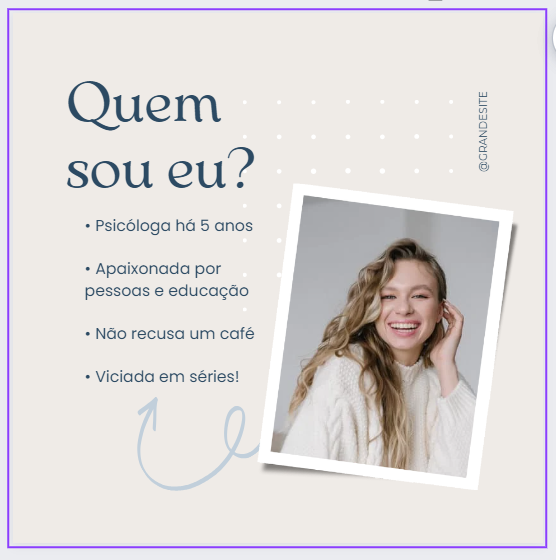 Quem
sou eu?
@GRANDESITE
• Psicóloga há 5 anos
• Apaixonada por
pessoas e educação
• Não recusa um café
• Viciada em séries!